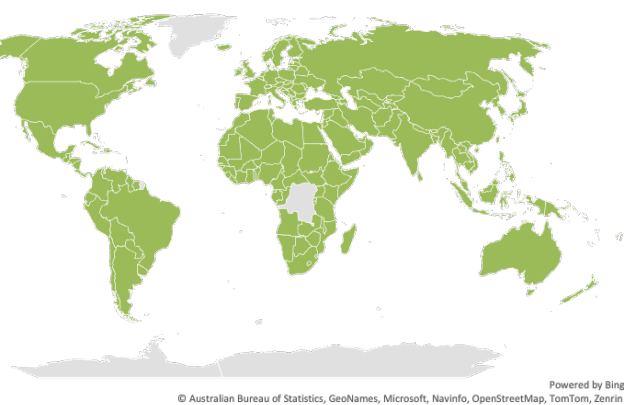 Powered by Bing
© Australian Bureau of Statistics, GeoNames, Microsoft, Navinfo, OpenStreetMap, TomTom, Zenrin